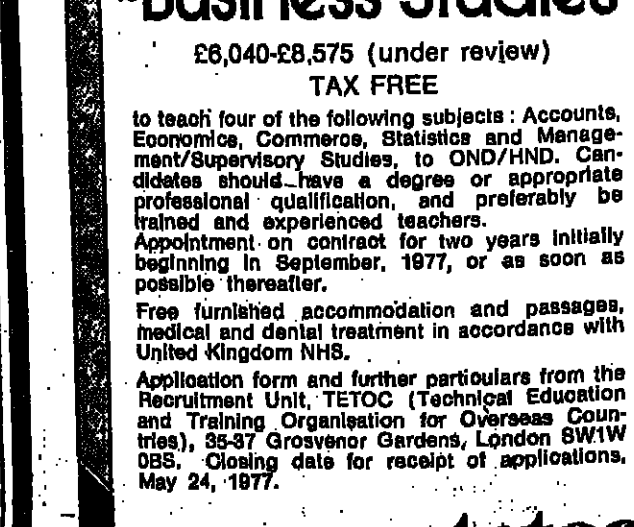 Business Studies
£6,040-£8,575 (under review)
TAX FREE
to teach four of the following subjects : Accounts,
Economics, Commerce, Statistics and Manage-
ment/Supervisory Studies, to OND/HND. Can-
didates should have a degree or appropriate
professional qualification, and preferably be
trained and experienced teachers.
Appointment on contract for two years initially
beginning in September, 1977, or as soon as
possible thereafter.
Free furnished accommodation and passages,
medical and dental treatment in accordance with
United Kingdom NHS.
Application form and further particulars from the
Recruitment Unit, TETOC (Technical Education
and Training Organisation for Overseas Coun-
tries), 35-37 Grosvenor Gardens, London SW1W
0BS. Closing date for receipt of applications,
May 24, 1977.